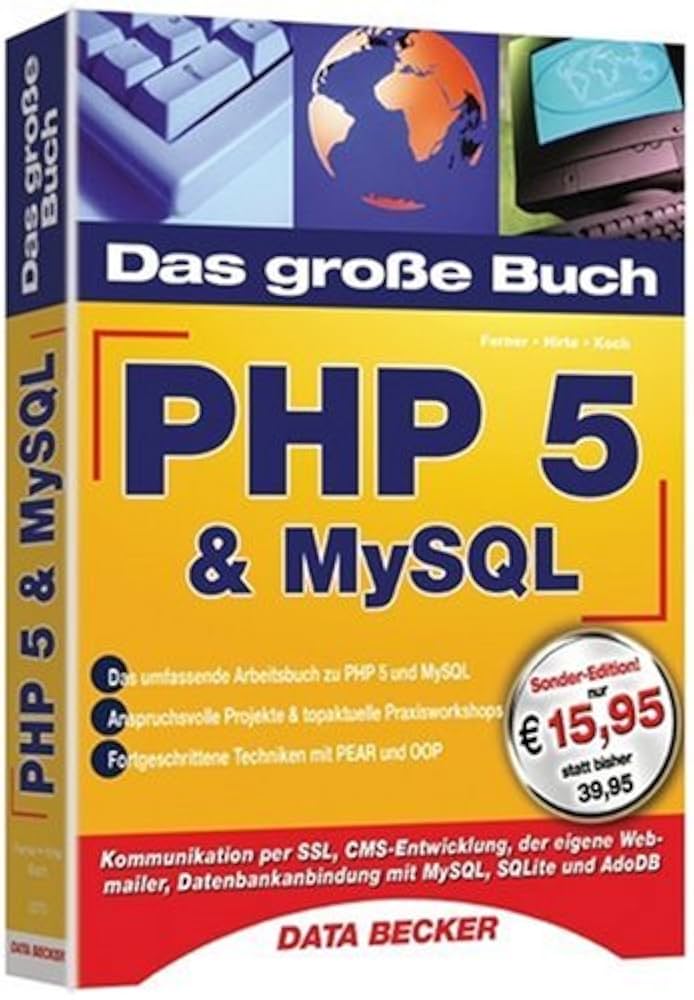 Das große Buch
Ferner • Hirte • Koch
PHP 5
& MySQL
Das umfassende Arbeitsbuch zu PHP 5 und MySQL
Anspruchsvolle Projekte & topaktuelle Praxisworkshops
Fortgeschrittene Techniken mit PEAR und OOP
Sonder-Edition!
nur
€ 15,95
statt bisher
39,95
Kommunikation per SSL, CMS-Entwicklung, der eigene Web-
mailer, Datenbankanbindung mit MySQL, SQLite und AdoDB
DATA BECKER
Das große
Buch
PHP 5 & MySQL
DATA BECKER